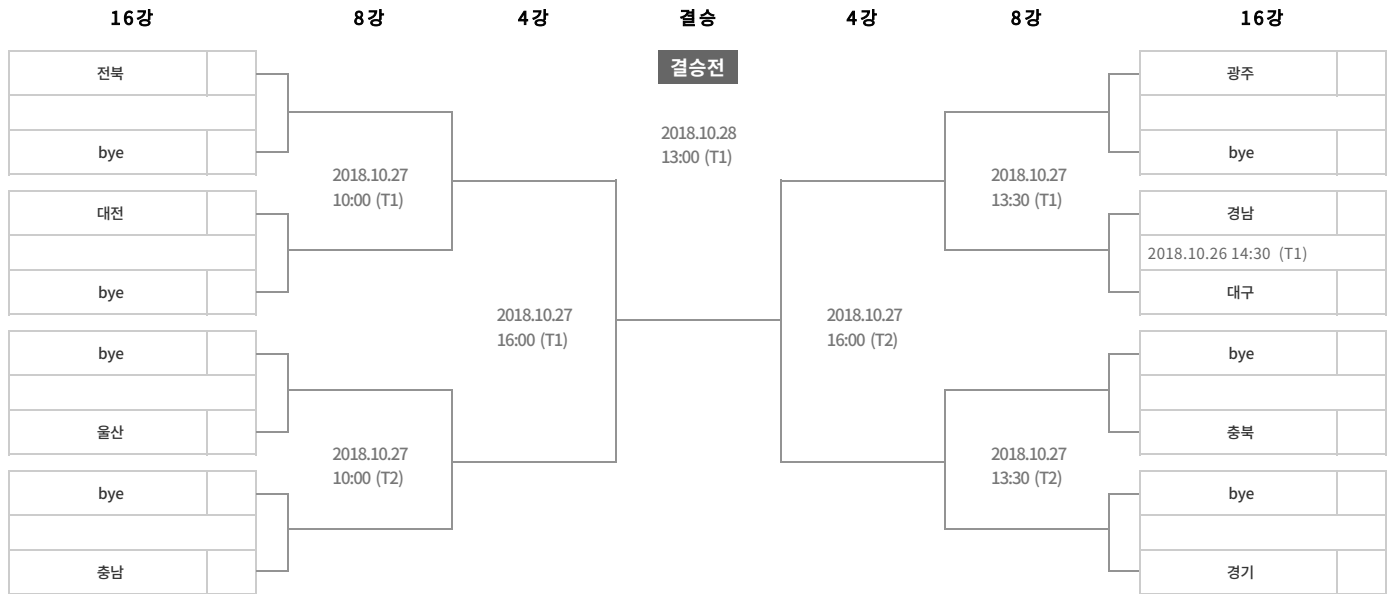 16강
8강
4강
결승
4강
8강
16강
전북
bye
대전
bye
bye
울산
bye
충남
2018.10.27
10:00 (T1)
2018.10.27
10:00 (T2)
2018.10.27
16:00 (T1)
결승전
2018.10.28
13:00 (T1)
2018.10.27
16:00 (T2)
2018.10.27
13:30 (T1)
2018.10.27
13:30 (T2)
광주
bye
경남
2018.10.26 14:30 (T1)
대구
bye
충북
bye
경기